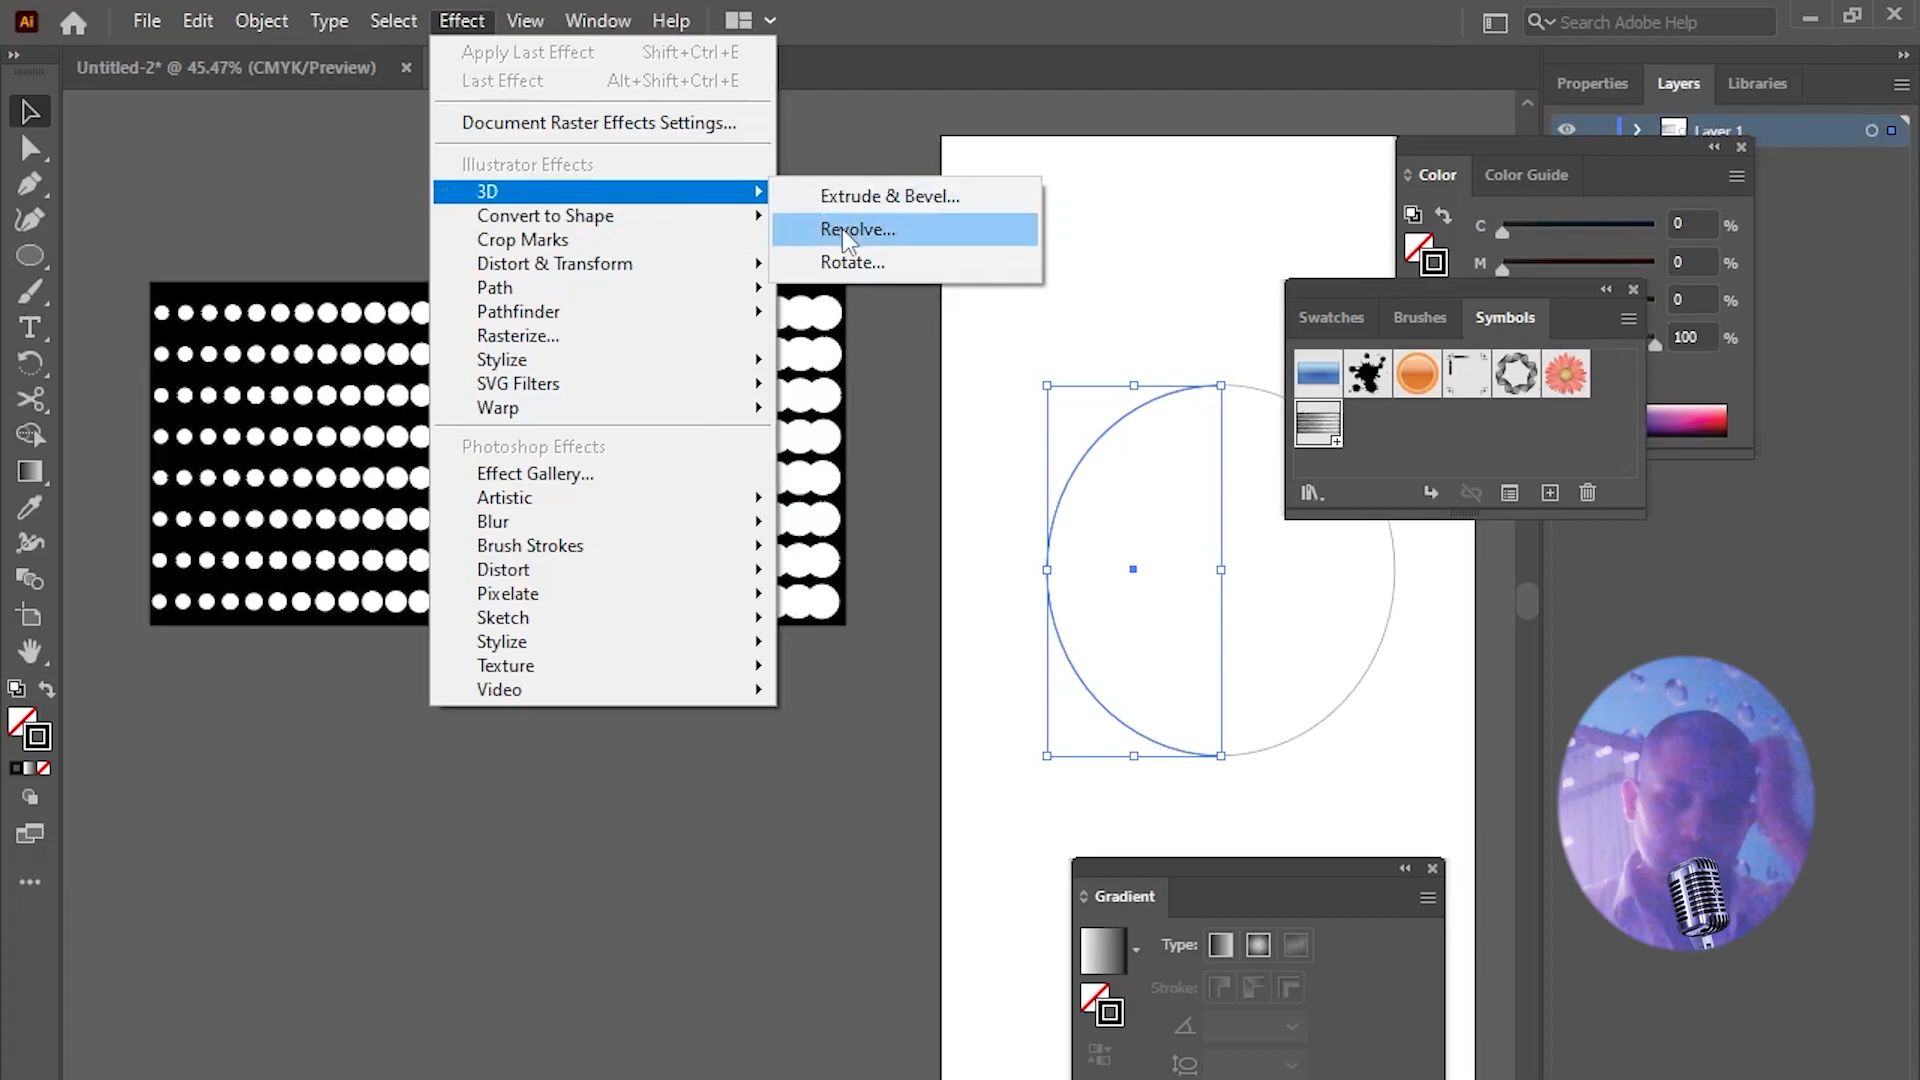 Ai
File Edit Object Type Select Effect View Window Help
Search Adobe Help
Untitled-2* @ 45.47% (CMYK/Preview)
Apply Last Effect Shift+Ctrl+E
Last Effect Alt+Shift+Ctrl+E
Document Raster Effects Settings...
Illustrator Effects
3D
Convert to Shape
Crop Marks
Distort & Transform
Path
Pathfinder
Rasterize...
Stylize
SVG Filters
Warp
Photoshop Effects
Effect Gallery...
Artistic
Blur
Brush Strokes
Distort
Pixelate
Sketch
Stylize
Texture
Video
Extrude & Bevel...
Revolve...
Rotate...
Properties Layers Libraries
Layer 1
Color Color Guide
C 0 %
M 0 %
0 %
100 %
Swatches Brushes Symbols
Gradient
Type:
Stroke: